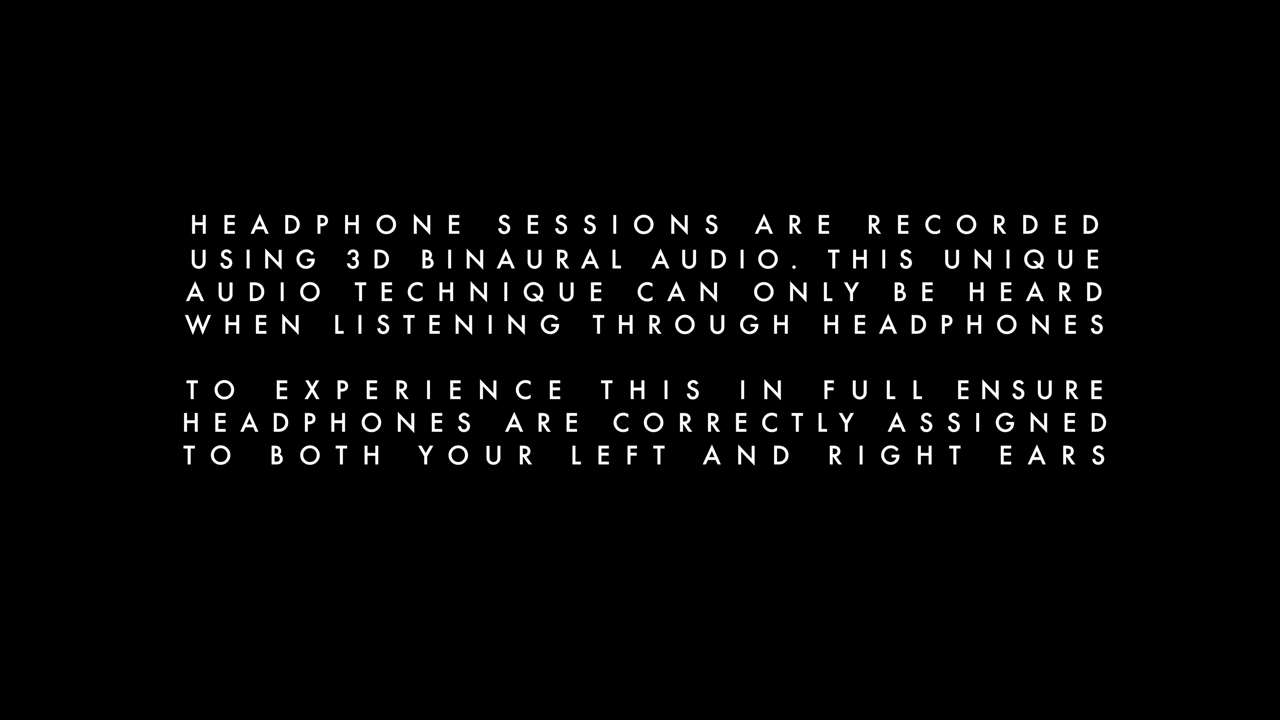 HEADPHONE SESSIONS ARE RECORDED
USING 3D BINAURAL AUDIO. THIS UNIQUE
AUDIO TECHNIQUE CAN ONLY BE HEARD
WHEN LISTENING THROUGH HEADPHONES
TO EXPERIENCE THIS IN FULL ENSURE
HEADPHONES ARE CORRECTLY ASSIGNED
TO BOTH YOUR LEFT AND RIGHT EARS